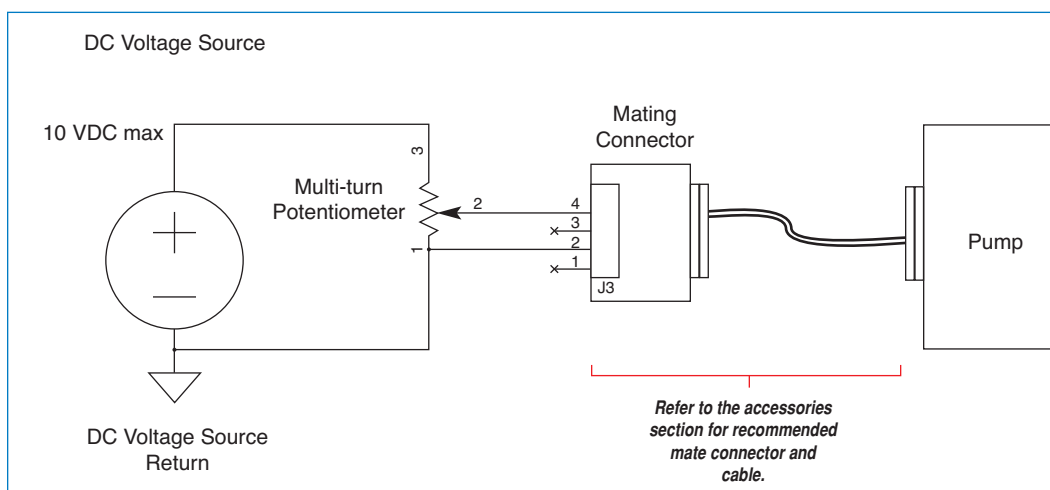 DC Voltage Source
10 VDC max
3
Multi-turn
Potentiometer
2
1
Mating
Connector
4
3
2
1
J3
Pump
DC Voltage Source
Return
Refer to the accessories
section for recommended
mate connector and
cable.